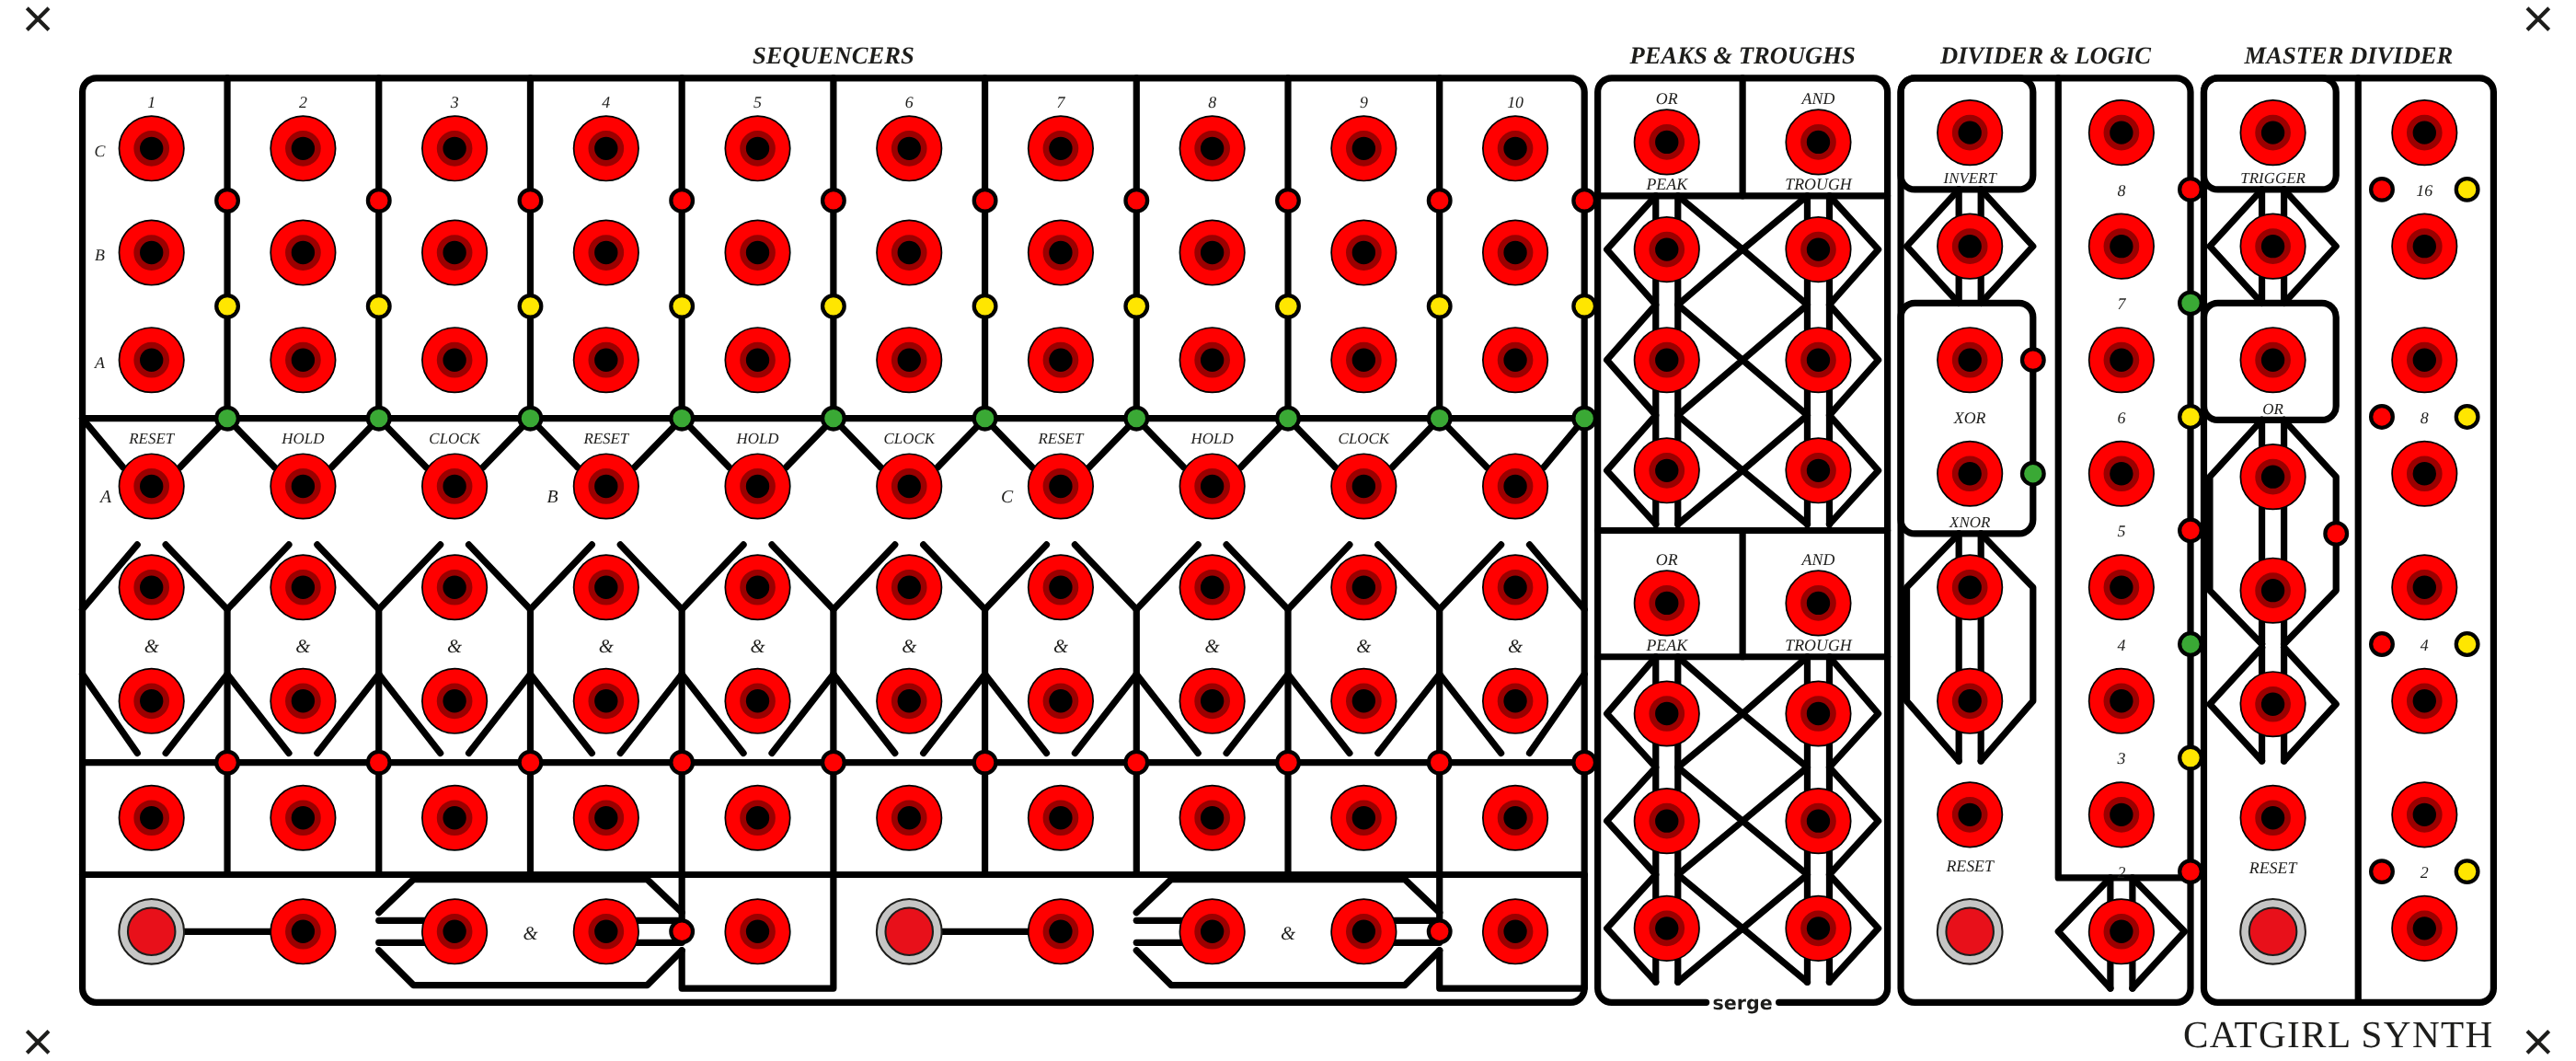 SEQUENCERS
1 2 3 4 5 6 7 8 9 10
C
B
A
RESET HOLD CLOCK RESET HOLD CLOCK RESET HOLD CLOCK
A B C
& & & & & & & & & &
& &
PEAKS & TROUGHS
OR AND
PEAK TROUGH
OR AND
PEAK TROUGH
serge
DIVIDER & LOGIC
INVERT
XOR
XNOR
RESET
8
7
6
5
4
3
2
MASTER DIVIDER
TRIGGER
OR
RESET
16
8
4
2
CATGIRL SYNTH